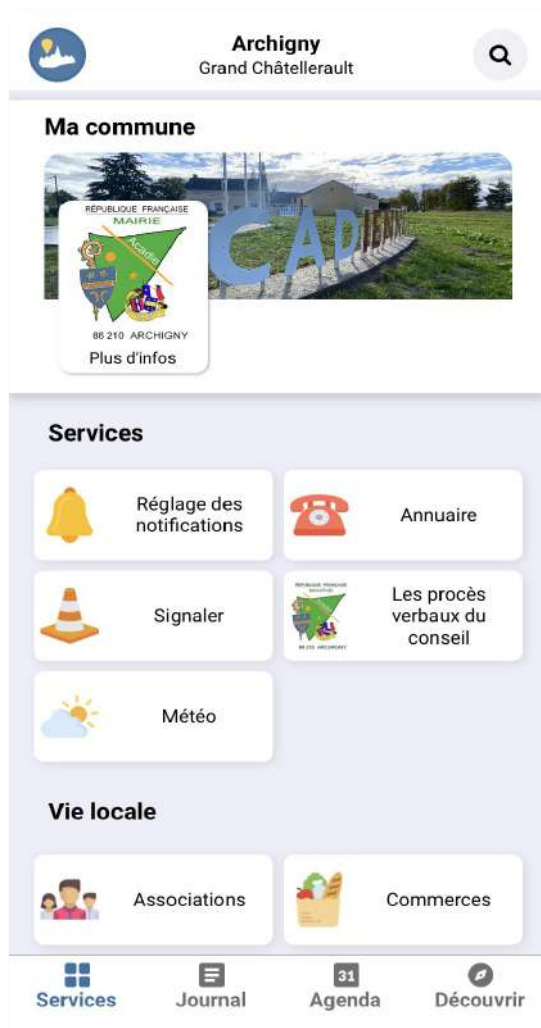 Archigny
Grand Châtellerault
Ma commune
RÉPUBLIQUE FRANÇAISE
MAIRIE
Acadie
86 210 ARCHIGNY
Plus d'infos
CAD
Services
Réglage des
notifications
Annuaire
Signaler
Les procès
verbaux du
conseil
Météo
Vie locale
Associations
Commerces
31
Services
Journal
Agenda
Découvrir